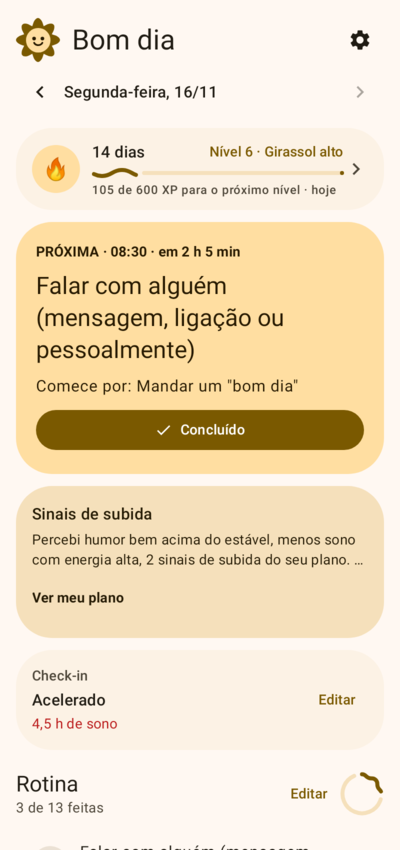 Bom dia
Segunda-feira, 16/11
14 dias
Nível 6 · Girassol alto
105 de 600 XP para o próximo nível · hoje
PRÓXIMA · 08:30 · em 2 h 5 min
Falar com alguém
(mensagem, ligação ou
pessoalmente)
Comece por: Mandar um "bom dia"
Concluído
Sinais de subida
Percebi humor bem acima do estável, menos sono
com energia alta, 2 sinais de subida do seu plano. ...
Ver meu plano
Check-in
Acelerado
Editar
4,5 h de sono
Rotina
Editar
3 de 13 feitas
Falar com alguém (mensagem